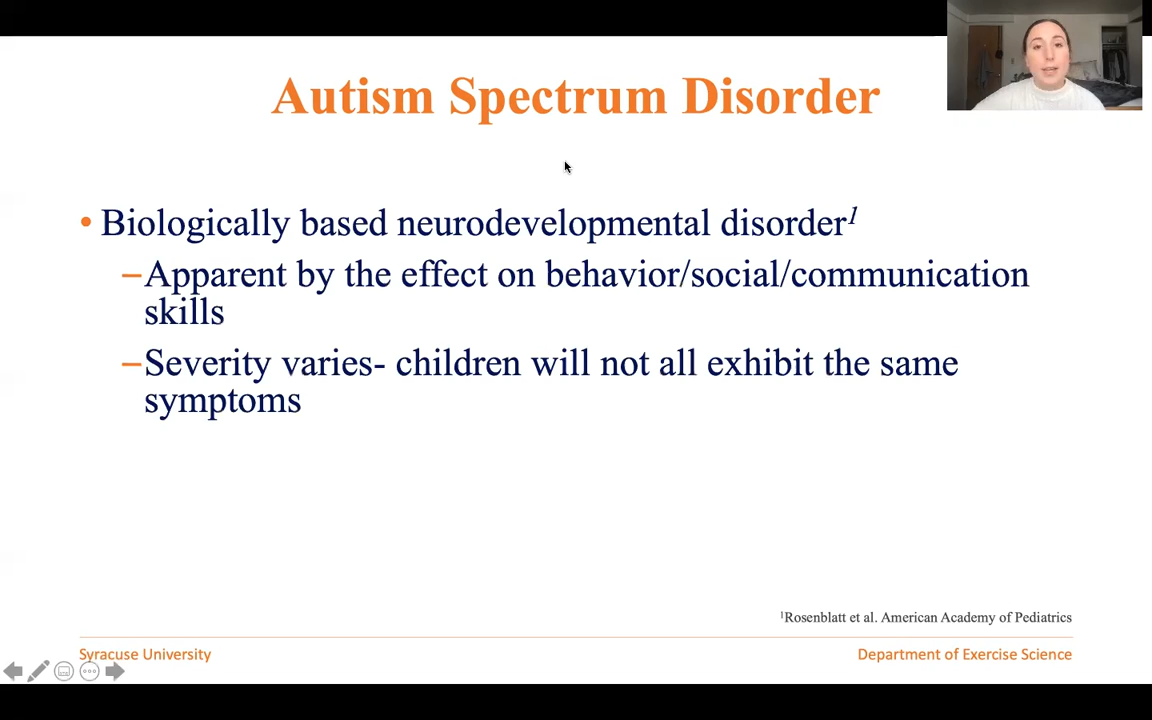 Autism Spectrum Disorder
• Biologically based neurodevelopmental disorder¹
–Apparent by the effect on behavior/social/communication
skills
–Severity varies- children will not all exhibit the same
symptoms
¹Rosenblatt et al. American Academy of Pediatrics
Syracuse University
Department of Exercise Science